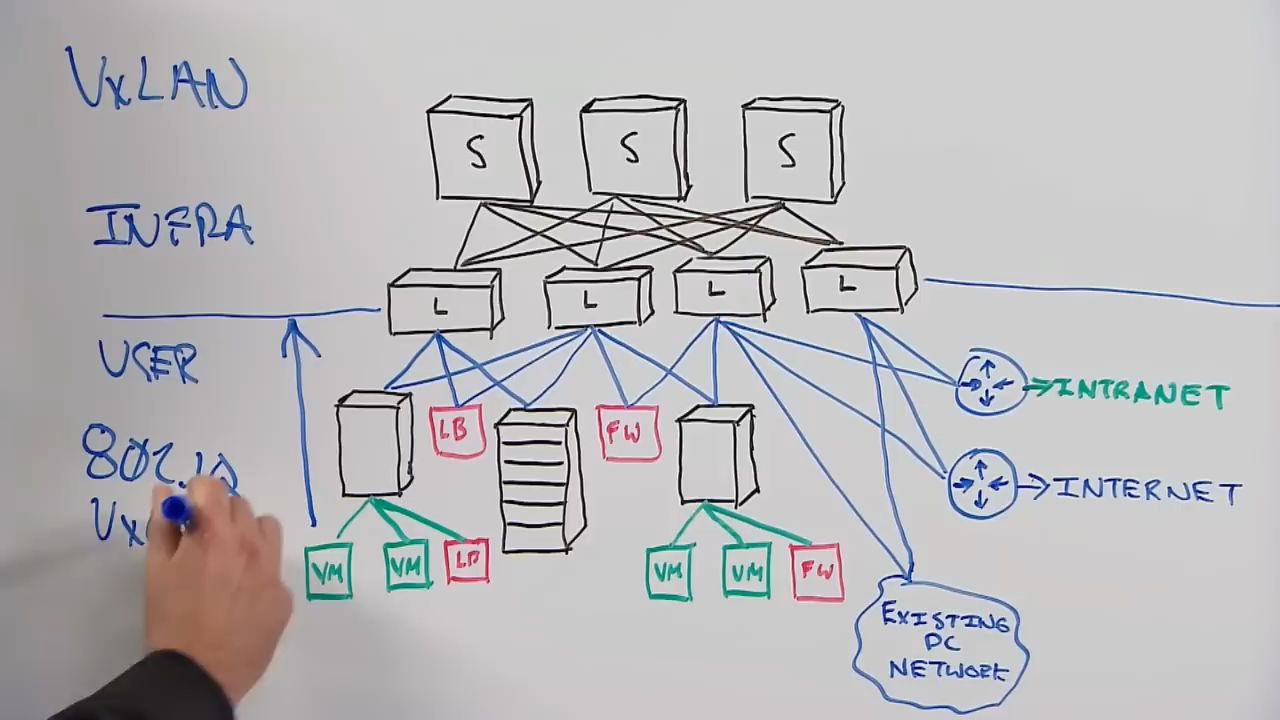 VxLAN
S S S
INFRA
L L L L
USER
INTRANET
LB
FW
802.1Q
INTERNET
VM VM LB VM VM FW
EXISTING
DC
NETWORK